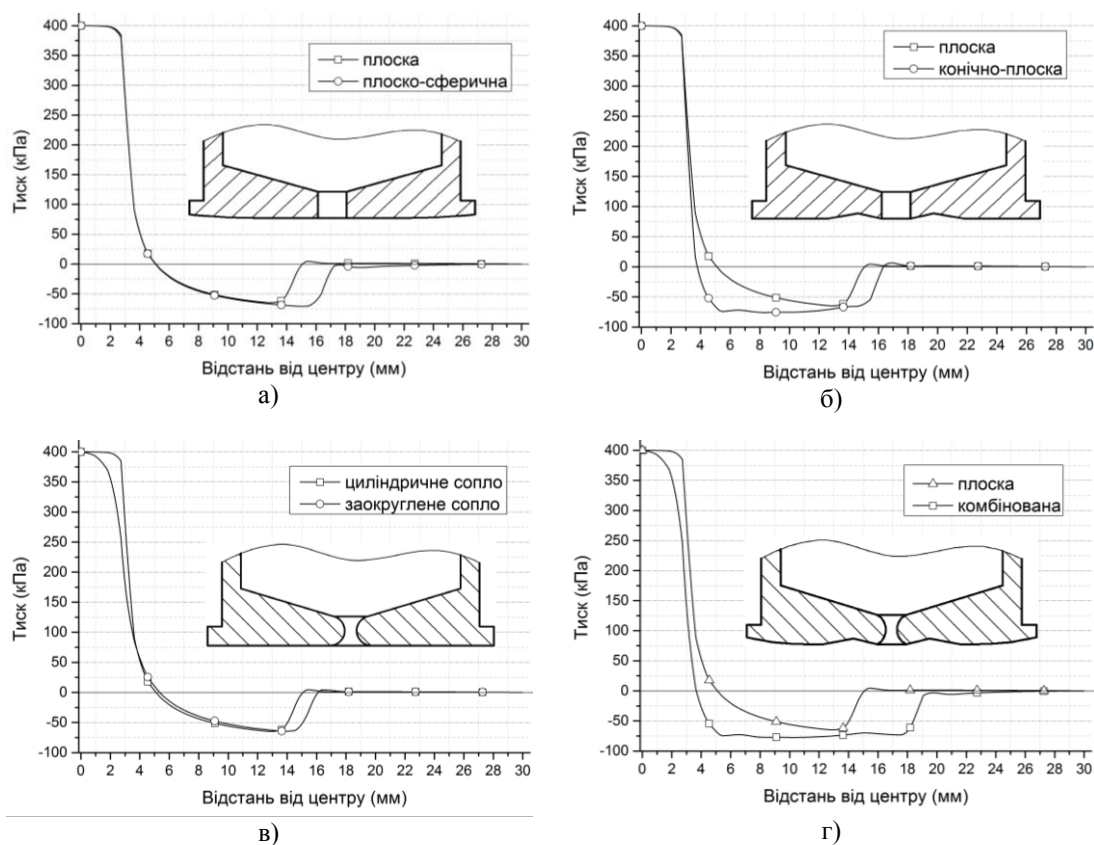 400
350
300
250
200
150
100
50
0
-50
-100
Тиск (кПа)
плоска
плоско-сферична
0 2 4 6 8 10 12 14 16 18 20 22 24 26 28 30
Відстань від центру (мм)
а)
400
350
300
250
200
150
100
50
0
-50
-100
Тиск (кПа)
плоска
конічно-плоска
0 2 4 6 8 10 12 14 16 18 20 22 24 26 28 30
Відстань від центру (мм)
б)
400
350
300
250
200
150
100
50
0
-50
-100
Тиск (кПа)
циліндричне сопло
заокруглене сопло
0 2 4 6 8 10 12 14 16 18 20 22 24 26 28 30
Відстань від центру (мм)
в)
400
350
300
250
200
150
100
50
0
-50
-100
Тиск (кПа)
плоска
комбінована
0 2 4 6 8 10 12 14 16 18 20 22 24 26 28 30
Відстань від центру (мм)
г)